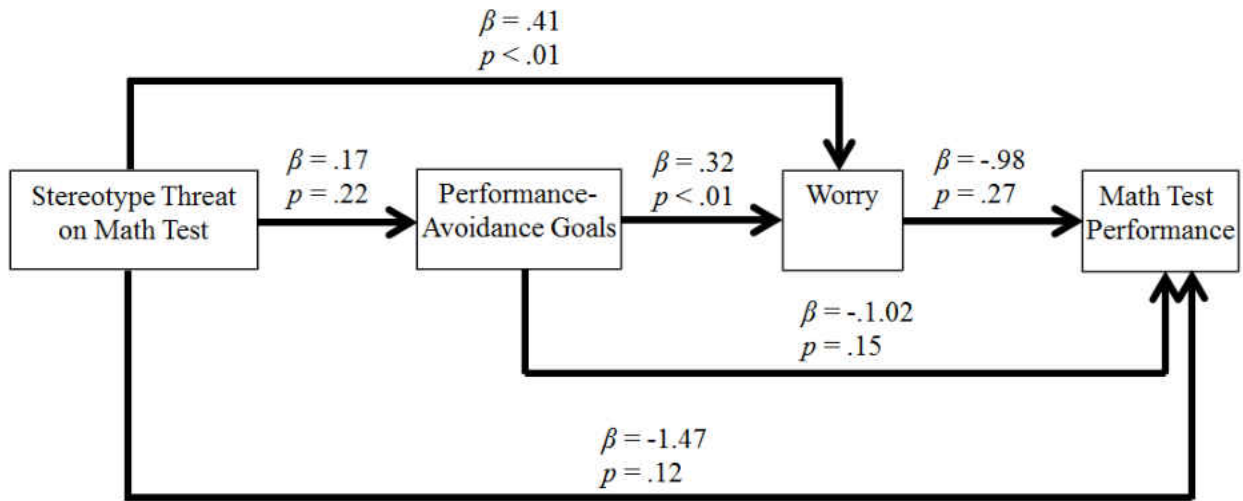 β = .41
p < .01
β = .17
p = .22
β = .32
p < .01
β = -.98
p = .27
Stereotype Threat
on Math Test
Performance-
Avoidance Goals
Worry
Math Test
Performance
β = -.1.02
p = .15
β = -1.47
p = .12